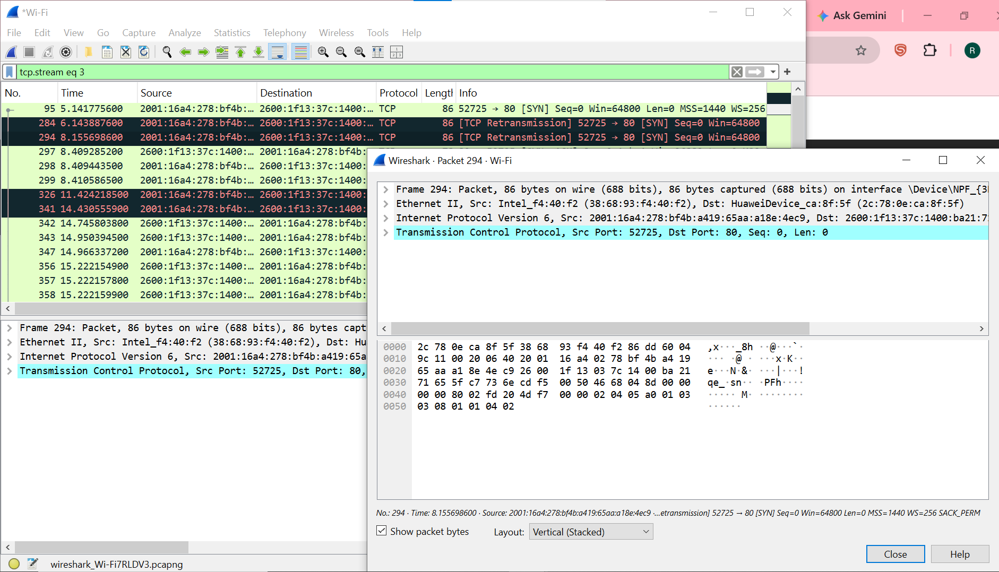 *Wi-Fi
File Edit View Go Capture Analyze Statistics Telephony Wireless Tools Help
tcp.stream eq 3
No. Time Source Destination Protocol Length Info
95 5.141775600 2001:16a4:278:bf4b:… 2600:1f13:37c:1400:… TCP 86 52725 → 80 [SYN] Seq=0 Win=64800 Len=0 MSS=1440 WS=256
284 6.143887600 2001:16a4:278:bf4b:… 2600:1f13:37c:1400:… TCP 86 [TCP Retransmission] 52725 → 80 [SYN] Seq=0 Win=64800
294 8.155698600 2001:16a4:278:bf4b:… 2600:1f13:37c:1400:… TCP 86 [TCP Retransmission] 52725 → 80 [SYN] Seq=0 Win=64800
297 8.409285200 2600:1f13:37c:1400:… 2001:16a4:278:bf4b:
298 8.409443500 2001:16a4:278:bf4b:… 2600:1f13:37c:1400:
299 8.410586500 2001:16a4:278:bf4b:… 2600:1f13:37c:1400:
326 11.424218500 2001:16a4:278:bf4b:… 2600:1f13:37c:1400:
341 14.430555900 2001:16a4:278:bf4b:… 2600:1f13:37c:1400:
342 14.745803800 2600:1f13:37c:1400:… 2001:16a4:278:bf4b:
343 14.950394500 2600:1f13:37c:1400:… 2001:16a4:278:bf4b:
347 14.966337200 2001:16a4:278:bf4b:… 2600:1f13:37c:1400:
356 15.222154900 2600:1f13:37c:1400:… 2001:16a4:278:bf4b:
357 15.222157800 2600:1f13:37c:1400:… 2001:16a4:278:bf4b:
358 15.222159900 2600:1f13:37c:1400:… 2001:16a4:278:bf4b:
Frame 294: Packet, 86 bytes on wire (688 bits), 86 bytes capt
Ethernet II, Src: Intel_f4:40:f2 (38:68:93:f4:40:f2), Dst: Hu
Internet Protocol Version 6, Src: 2001:16a4:278:bf4b:a419:65a
Transmission Control Protocol, Src Port: 52725, Dst Port: 80,
wireshark_Wi-Fi7RLDV3.pcapng
Ask Gemini
R
Wireshark · Packet 294 · Wi-Fi
Frame 294: Packet, 86 bytes on wire (688 bits), 86 bytes captured (688 bits) on interface \Device\NPF_{3
Ethernet II, Src: Intel_f4:40:f2 (38:68:93:f4:40:f2), Dst: HuaweiDevice_ca:8f:5f (2c:78:0e:ca:8f:5f)
Internet Protocol Version 6, Src: 2001:16a4:278:bf4b:a419:65aa:a18e:4ec9, Dst: 2600:1f13:37c:1400:ba21:7
Transmission Control Protocol, Src Port: 52725, Dst Port: 80, Seq: 0, Len: 0
0000 2c 78 0e ca 8f 5f 38 68 93 f4 40 f2 86 dd 60 04 ,x···_8h ··@···`·
0010 9c 11 00 20 06 40 20 01 16 a4 02 78 bf 4b a4 19 ··· ·@ · ···x·K··
0020 65 aa a1 8e 4e c9 26 00 1f 13 03 7c 14 00 ba 21 e···N·&· ···|···!
0030 71 65 5f c7 73 6e cd f5 00 50 46 68 04 8d 00 00 qe_·sn·· ·PFh····
0040 00 00 80 02 fd 20 4d f7 00 00 02 04 05 a0 01 03 ····· M· ········
0050 03 08 01 01 04 02 ······
No.: 294 · Time: 8.155698600 · Source: 2001:16a4:278:bf4b:a419:65aa:a18e:4ec9 ·…etransmission] 52725 → 80 [SYN] Seq=0 Win=64800 Len=0 MSS=1440 WS=256 SACK_PERM
Show packet bytes Layout: Vertical (Stacked)
Close Help